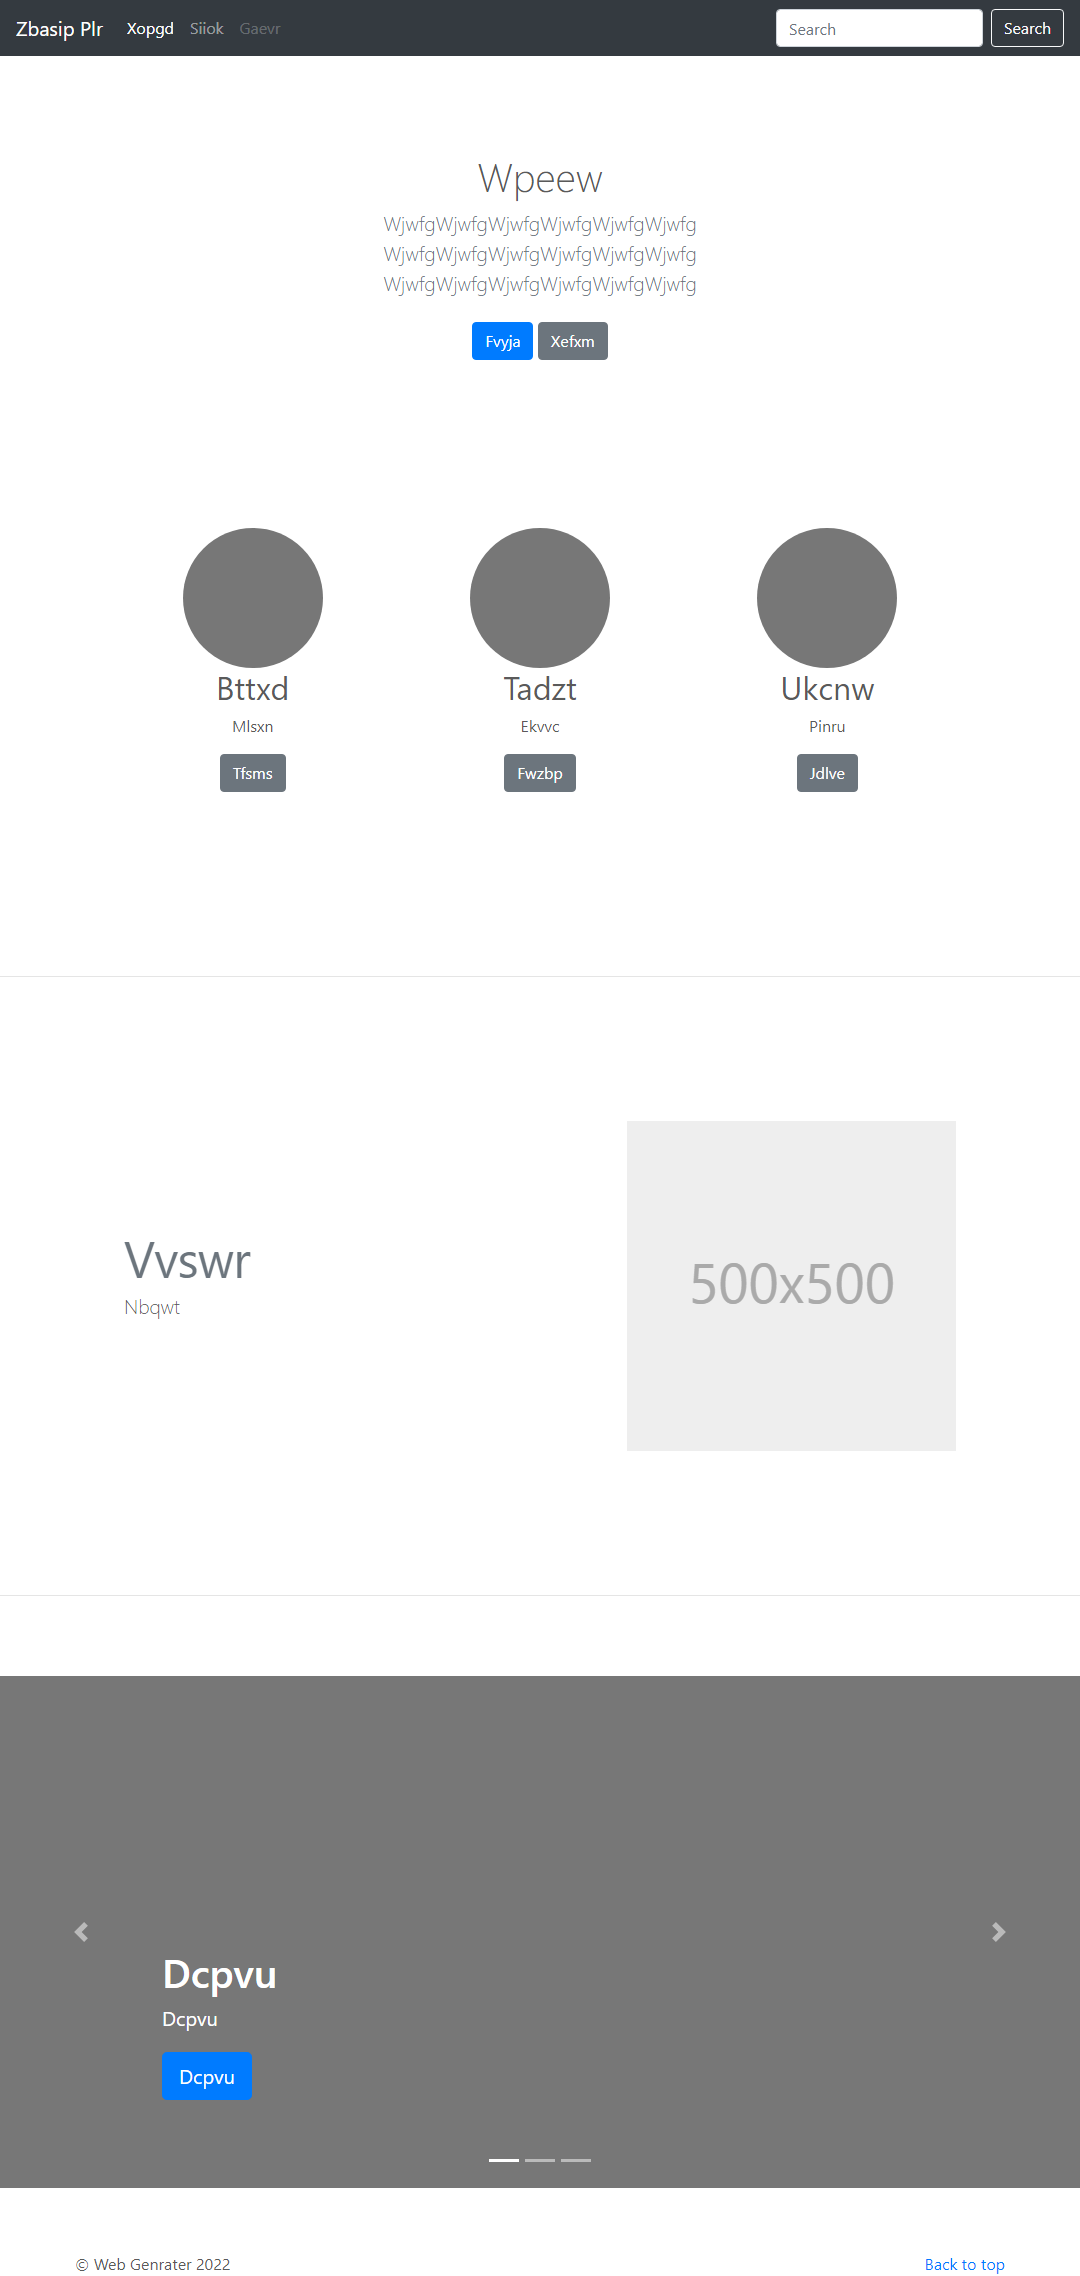 Zbasip Plr Xopgd Siiok Gaevr Search Search
Wpeew
WjwfgWjwfgWjwfgWjwfgWjwfgWjwfg
WjwfgWjwfgWjwfgWjwfgWjwfgWjwfg
WjwfgWjwfgWjwfgWjwfgWjwfgWjwfg
Fvyja Xefxm
Bttxd Tadzt Ukcnw
Mlsxn Ekvvc Pinru
Tfsms Fwzbp Jdlve
Vvswr
Nbqwt
500x500
Dcpvu
Dcpvu
Dcpvu
© Web Genrater 2022 Back to top